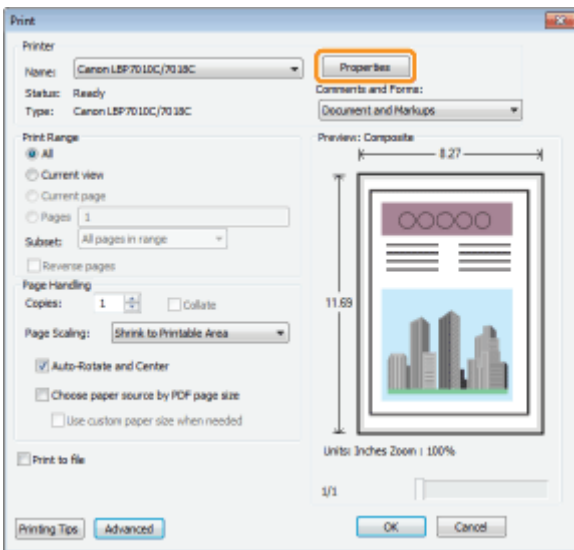 Print
Printer
Name: Canon LBP7010C/7018C
Properties
Status: Ready
Comments and Forms:
Type: Canon LBP7010C/7018C
Document and Markups
Print Range
All
Current view
Current page
Pages 1
Subset: All pages in range
Reverse pages
Page Handling
Copies: 1 Collate
Page Scaling: Shrink to Printable Area
Auto-Rotate and Center
Choose paper source by PDF page size
Use custom paper size when needed
Print to file
Preview: Composite
8.27
11.69
Units: Inches Zoom : 100%
1/1
Printing Tips Advanced OK Cancel